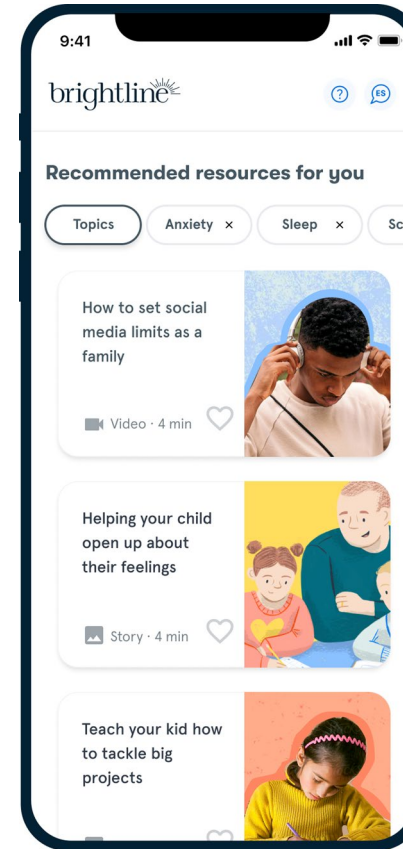 9:41
brightline
ES
Recommended resources for you
Topics Anxiety × Sleep × Sc
How to set social
media limits as a
family
Video · 4 min
Helping your child
open up about
their feelings
Story · 4 min
Teach your kid how
to tackle big
projects